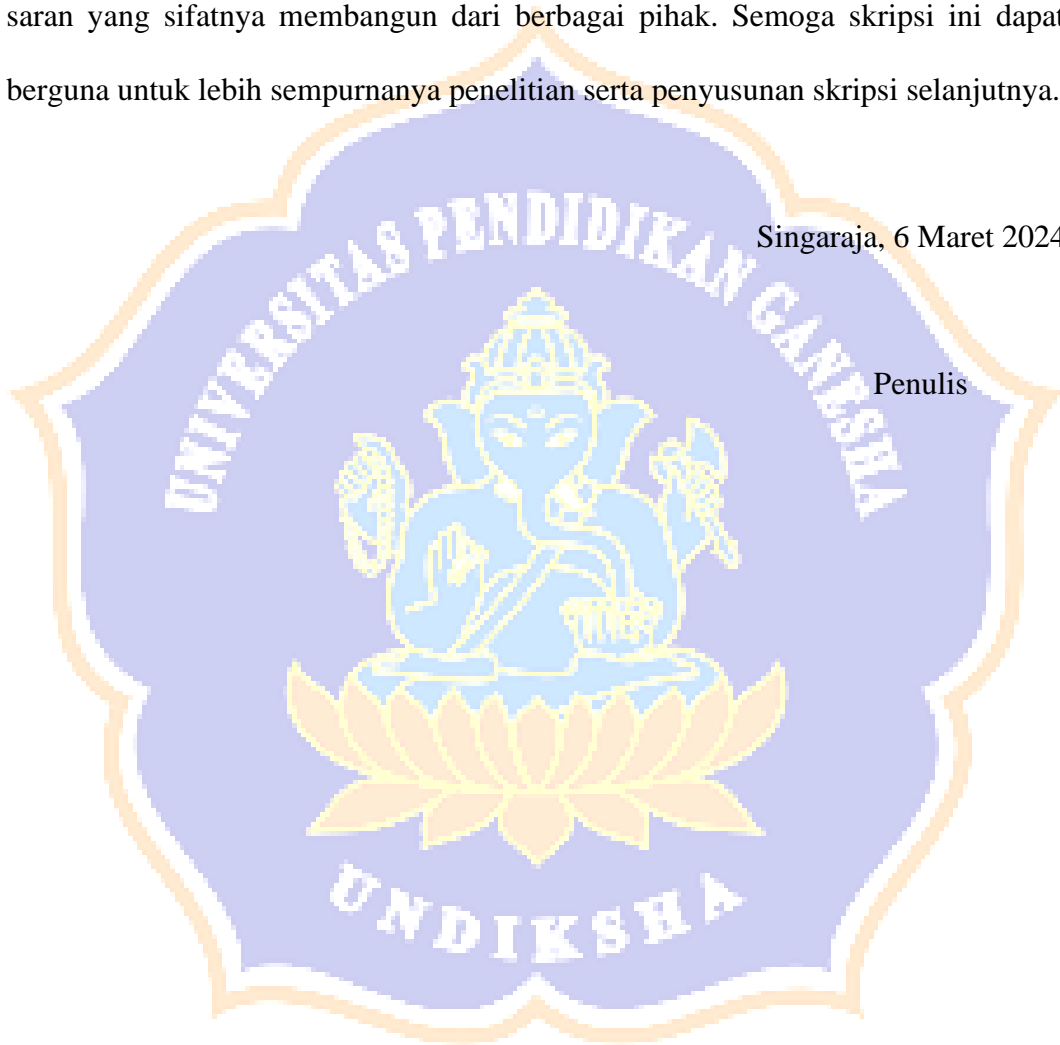 saran yang sifatnya membangun dari berbagai pihak. Semoga skripsi ini dapat
berguna untuk lebih sempurnanya penelitian serta penyusunan skripsi selanjutnya.
UNIVERSITAS PENDIDIKAN GANESHA
Singaraja, 6 Maret 2024
Penulis
UNDIKSHA